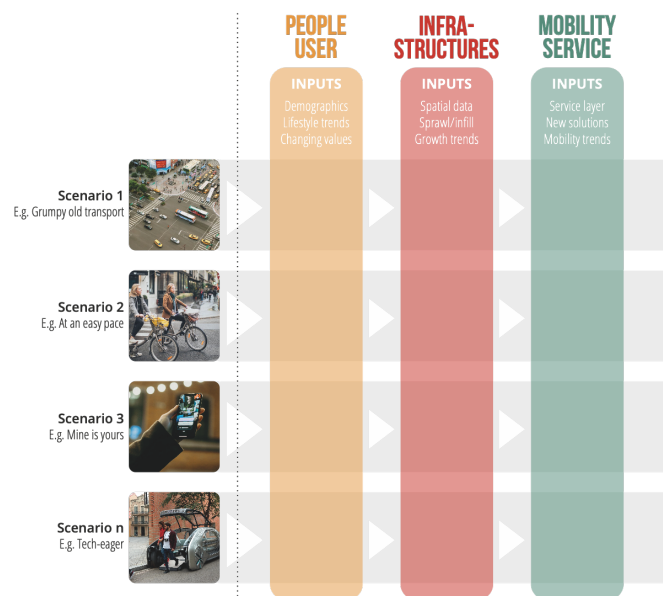 PEOPLE
USER
INFRA-
STRUCTURES
MOBILITY
SERVICE
INPUTS
Demographics
Lifestyle trends
Changing values
INPUTS
Spatial data
Sprawl/infill
Growth trends
INPUTS
Service layer
New solutions
Mobility trends
Scenario 1
E.g. Grumpy old transport
Scenario 2
E.g. At an easy pace
Scenario 3
E.g. Mine is yours
Scenario n
E.g. Tech-eager